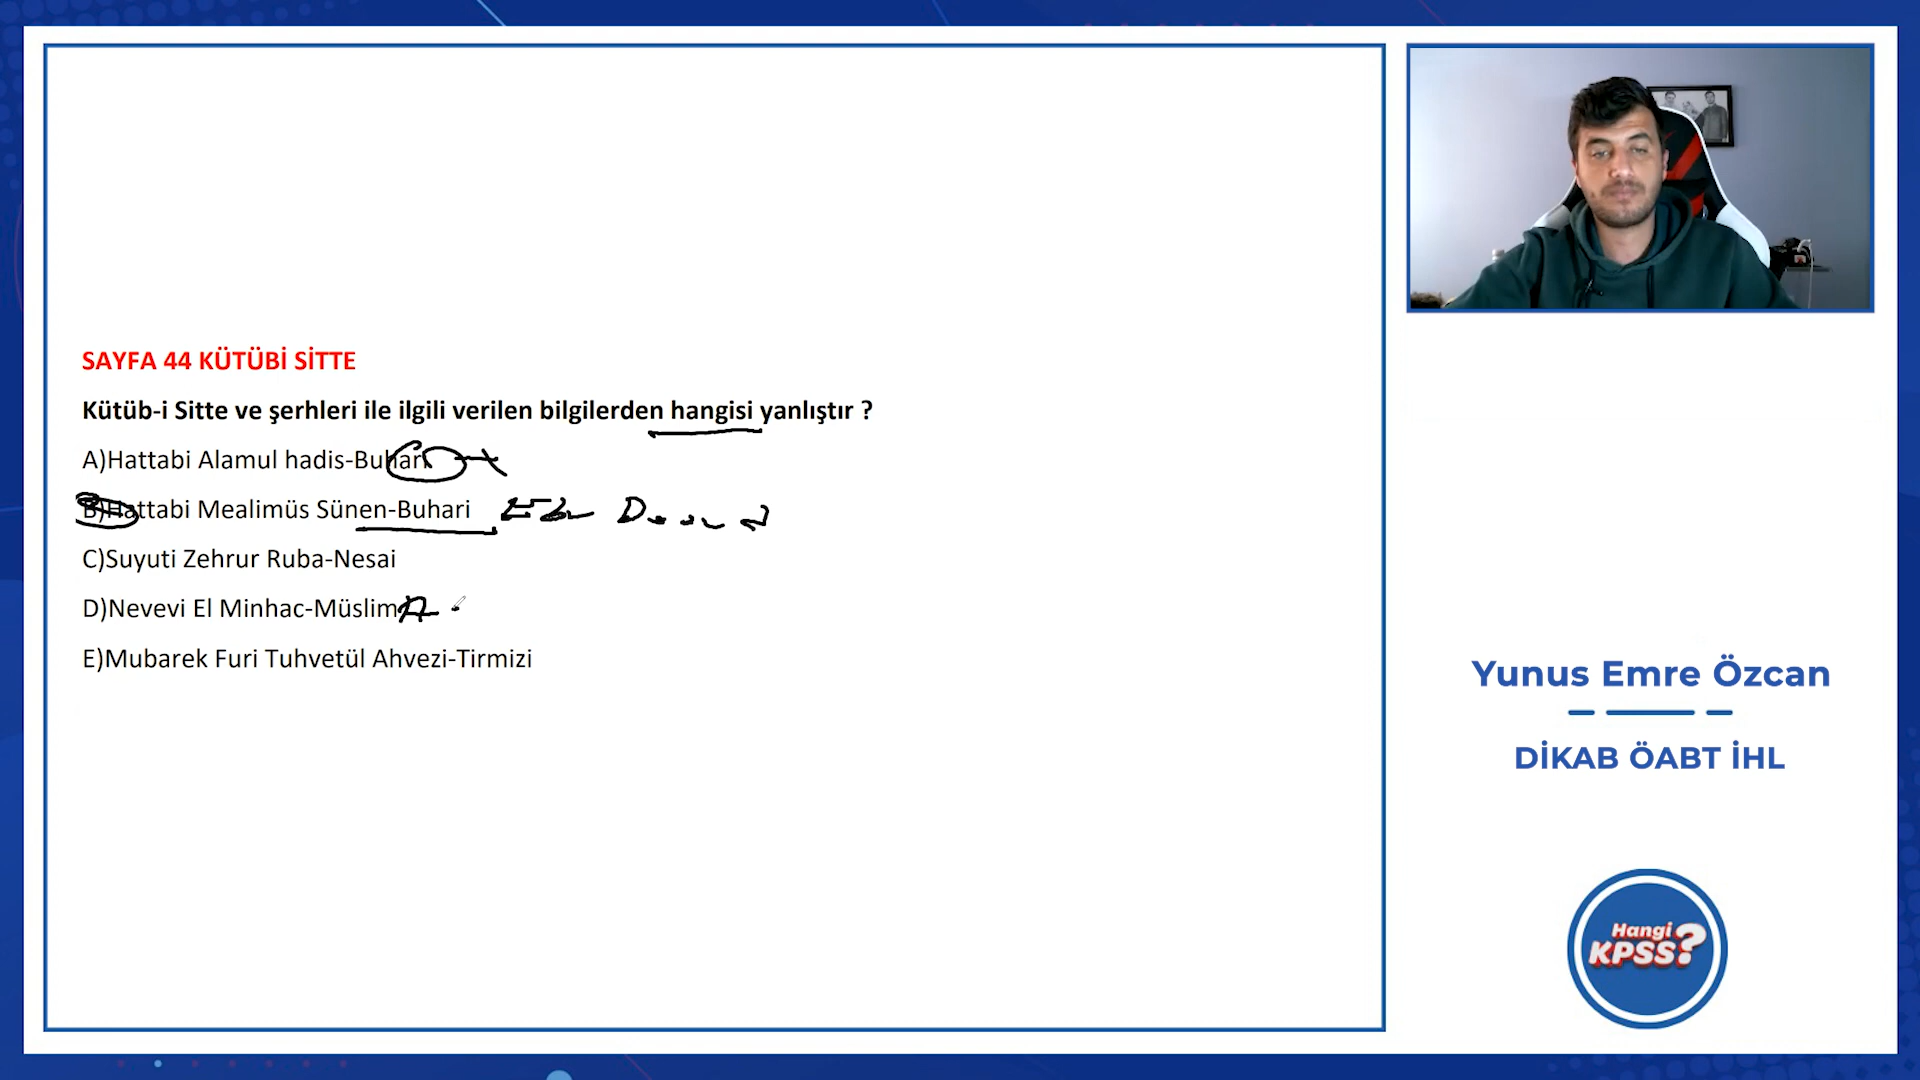 SAYFA 44 KÜTÜBİ SİTTE
Kütüb-i Sitte ve şerhleri ile ilgili verilen bilgilerden hangisi yanlıştır ?
A)Hattabi Alamul hadis-Buhari
B)Hattabi Mealimüs Sünen-Buhari
C)Suyuti Zehrur Ruba-Nesai
D)Nevevi El Minhac-Müslim
E)Mubarek Furi Tuhvetül Ahvezi-Tirmizi
Yunus Emre Özcan
DİKAB ÖABT İHL
Hangi
KPSS?